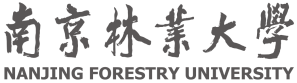 南京林業大學
NANJING FORESTRY UNIVERSITY